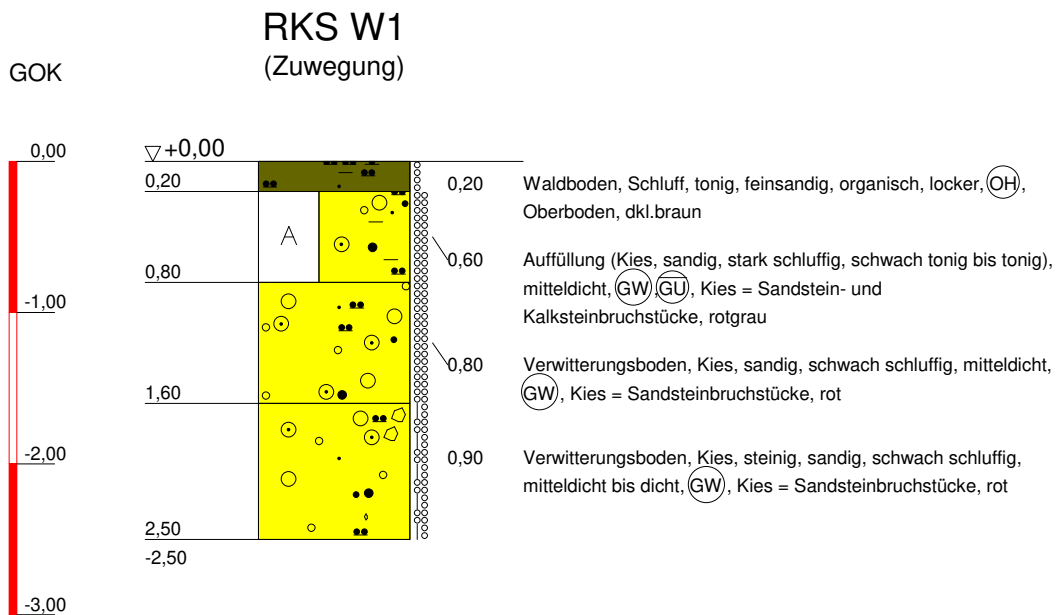 RKS W1
(Zuwegung)
GOK
0,00
▽ +0,00
0,20
0,20
Waldboden, Schluff, tonig, feinsandig, organisch, locker, OH,
Oberboden, dkl.braun
A
0,60
Auffüllung (Kies, sandig, stark schluffig, schwach tonig bis tonig),
mitteldicht, GW, G̅U̅, Kies = Sandstein- und
Kalksteinbruchstücke, rotgrau
0,80
-1,00
0,80
Verwitterungsboden, Kies, sandig, schwach schluffig, mitteldicht,
GW, Kies = Sandsteinbruchstücke, rot
1,60
-2,00
0,90
Verwitterungsboden, Kies, steinig, sandig, schwach schluffig,
mitteldicht bis dicht, GW, Kies = Sandsteinbruchstücke, rot
2,50
-2,50
-3,00